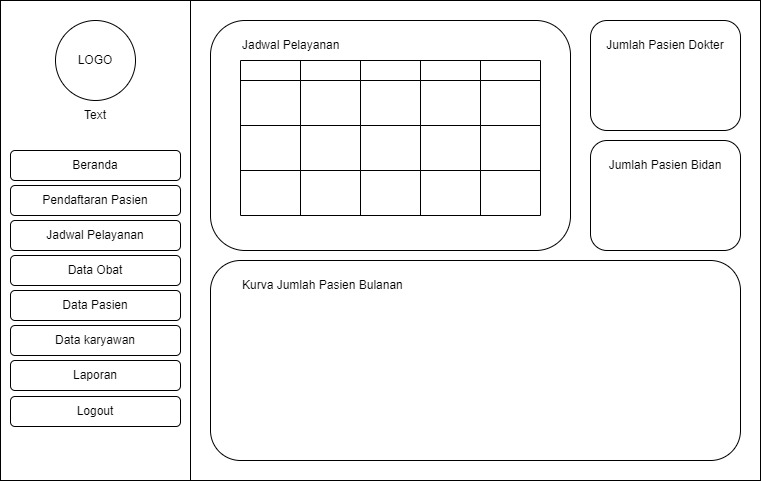 LOGO
Text
Beranda
Pendaftaran Pasien
Jadwal Pelayanan
Data Obat
Data Pasien
Data karyawan
Laporan
Logout
Jadwal Pelayanan
Jumlah Pasien Dokter
Jumlah Pasien Bidan
Kurva Jumlah Pasien Bulanan